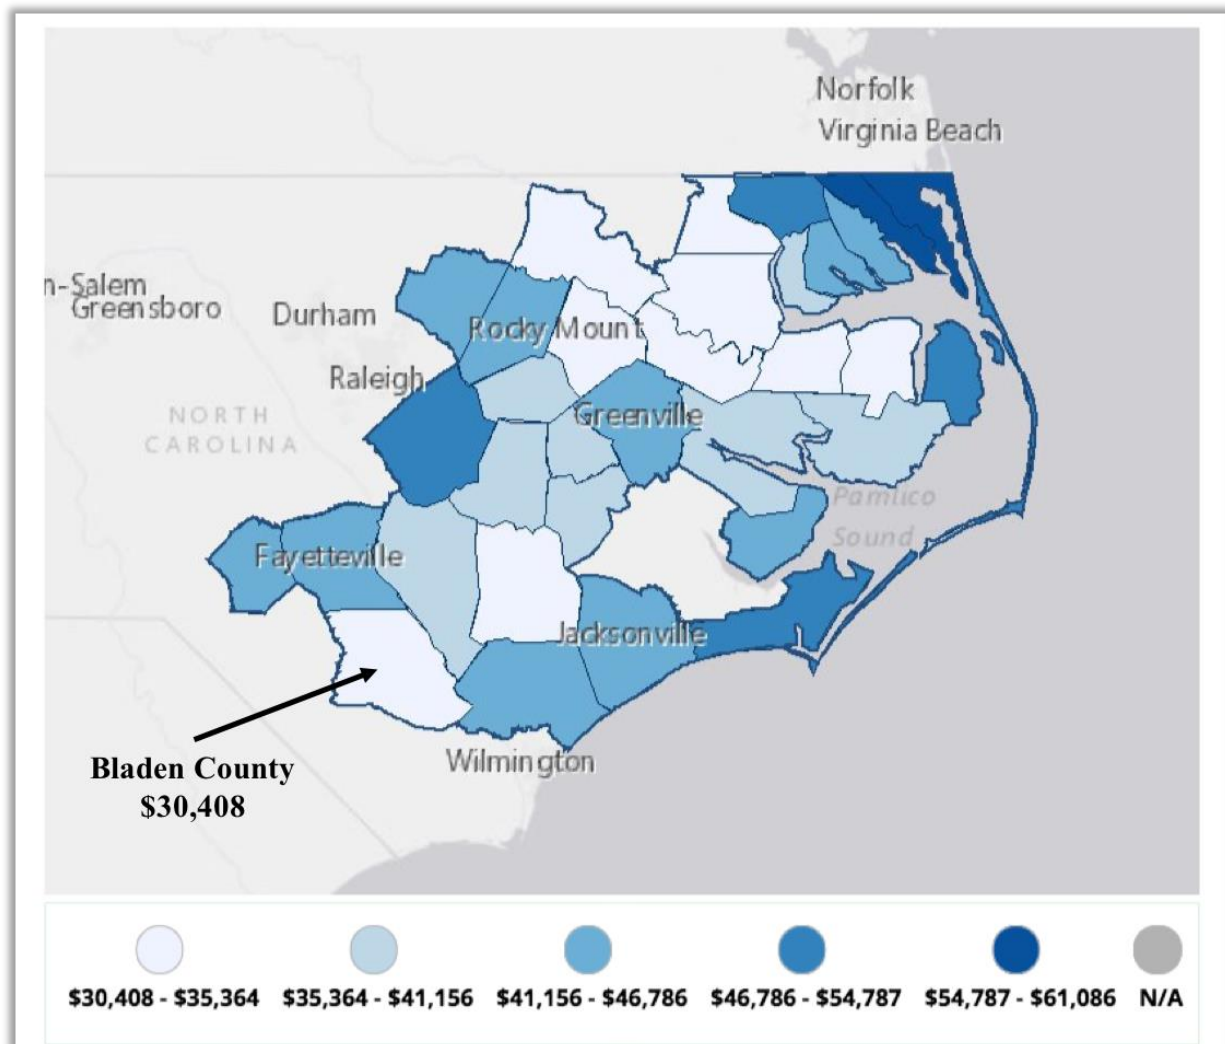 Norfolk
Virginia Beach
n-Salem
Greensboro
Durham
Rocky Mount
Raleigh
NORTH
CAROLINA
Greenville
Pamlico
Sound
Fayetteville
Jacksonville
Wilmington
Bladen County
$30,408
$30,408 - $35,364
$35,364 - $41,156
$41,156 - $46,786
$46,786 - $54,787
$54,787 - $61,086
N/A